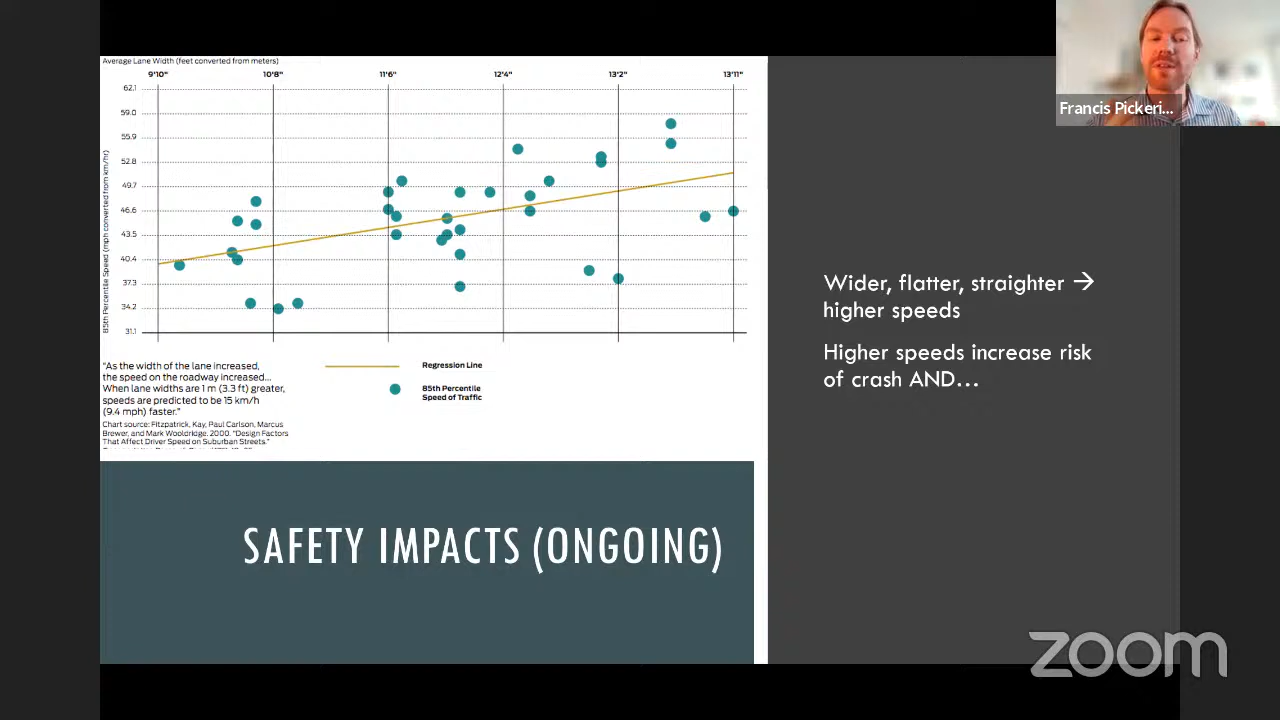 Average Lane Width (feet converted from meters)
9'10" 10'8" 11'6" 12'4" 13'2" 13'11"
85th Percentile Speed (mph converted from km/hr)
62.1
59.0
55.9
52.8
49.7
46.6
43.5
40.4
37.3
34.2
31.1
"As the width of the lane increased,
the speed on the roadway increased...
When lane widths are 1 m (3.3 ft) greater,
speeds are predicted to be 15 km/h
(9.4 mph) faster."
Chart source: Fitzpatrick, Kay, Paul Carlson, Marcus
Brewer, and Mark Wooldridge. 2000. "Design Factors
That Affect Driver Speed on Suburban Streets."
Regression Line
85th Percentile
Speed of Traffic
SAFETY IMPACTS (ONGOING)
Wider, flatter, straighter →
higher speeds
Higher speeds increase risk
of crash AND...
Francis Pickeri...
zoom